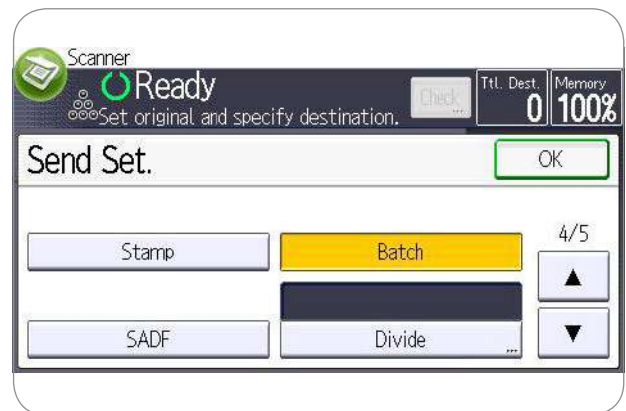 Scanner
Ready
Set original and specify destination.
Check
...
Ttl. Dest.
0
Memory
100%
Send Set.
OK
Stamp
Batch
4/5
▲
SADF
Divide
...
▼